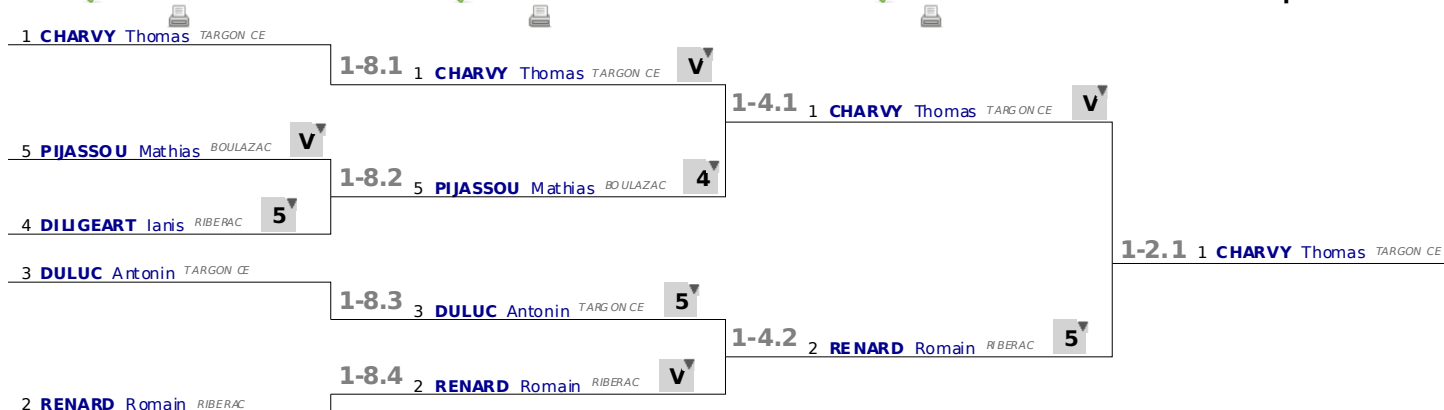 1 CHARVY Thomas TARGON CE
1-8.1 1 CHARVY Thomas TARGON CE V
1-4.1 1 CHARVY Thomas TARGON CE V
5 PIJASSOU Mathias BOULAZAC V
1-8.2 5 PIJASSOU Mathias BOULAZAC 4
4 DILIGEART Ianis RIBERAC 5
1-2.1 1 CHARVY Thomas TARGON CE
3 DULUC Antonin TARGON CE
1-8.3 3 DULUC Antonin TARGON CE 5
1-4.2 2 RENARD Romain RIBERAC 5
1-8.4 2 RENARD Romain RIBERAC V
2 RENARD Romain RIBERAC